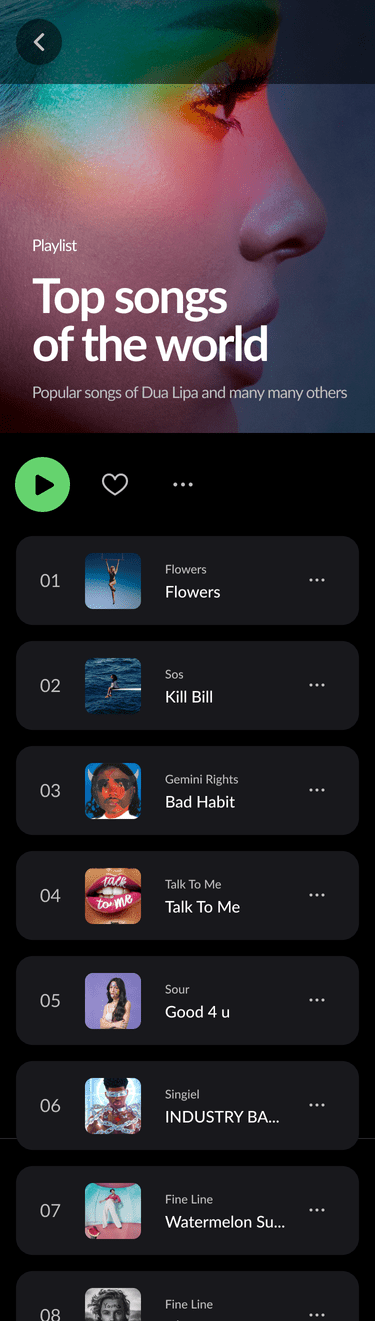 Playlist
Top songs
of the world
Popular songs of Dua Lipa and many many others
01
Flowers
Flowers
02
Sos
Kill Bill
03
Gemini Rights
Bad Habit
04
talk
to me
Talk To Me
Talk To Me
05
Sour
Good 4 u
06
Singiel
INDUSTRY BA...
07
Fine Line
Watermelon Su...
08
Fine Line